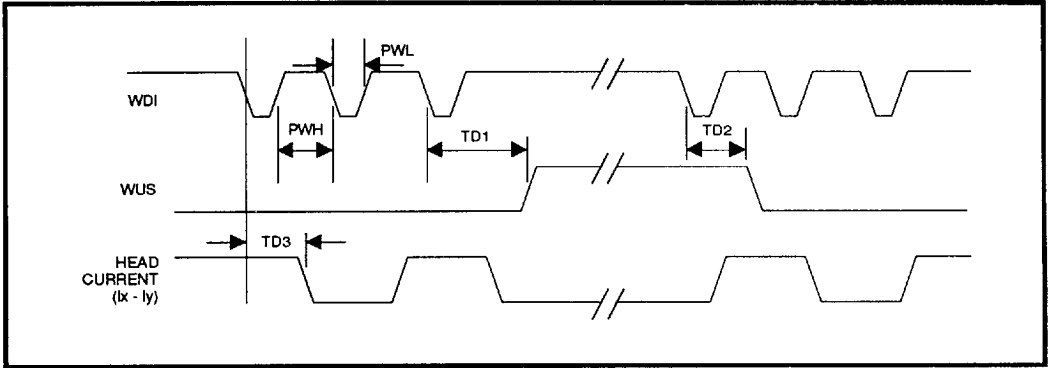 PWL
WDI
PWH
TD1
TD2
WUS
TD3
HEAD
CURRENT
(Ix - Iy)